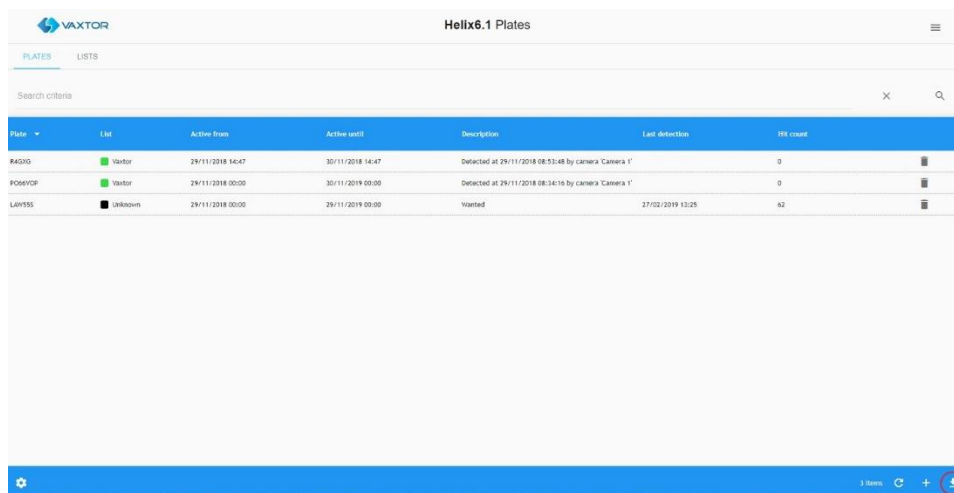 VAXTOR
Helix6.1 Plates
PLATES LISTS
Search criteria
Plate List Active from Active until Description Last detection Hit count
R4GXG Vaxtor 29/11/2018 14:47 30/11/2018 14:47 Detected at 29/11/2018 08:53:48 by camera 'Camera 1' 0
PO66VOP Vaxtor 29/11/2018 00:00 30/11/2019 00:00 Detected at 29/11/2018 08:34:16 by camera 'Camera 1' 0
LAW55S Unknown 29/11/2018 00:00 29/11/2019 00:00 Wanted 27/02/2019 13:25 62
3 items